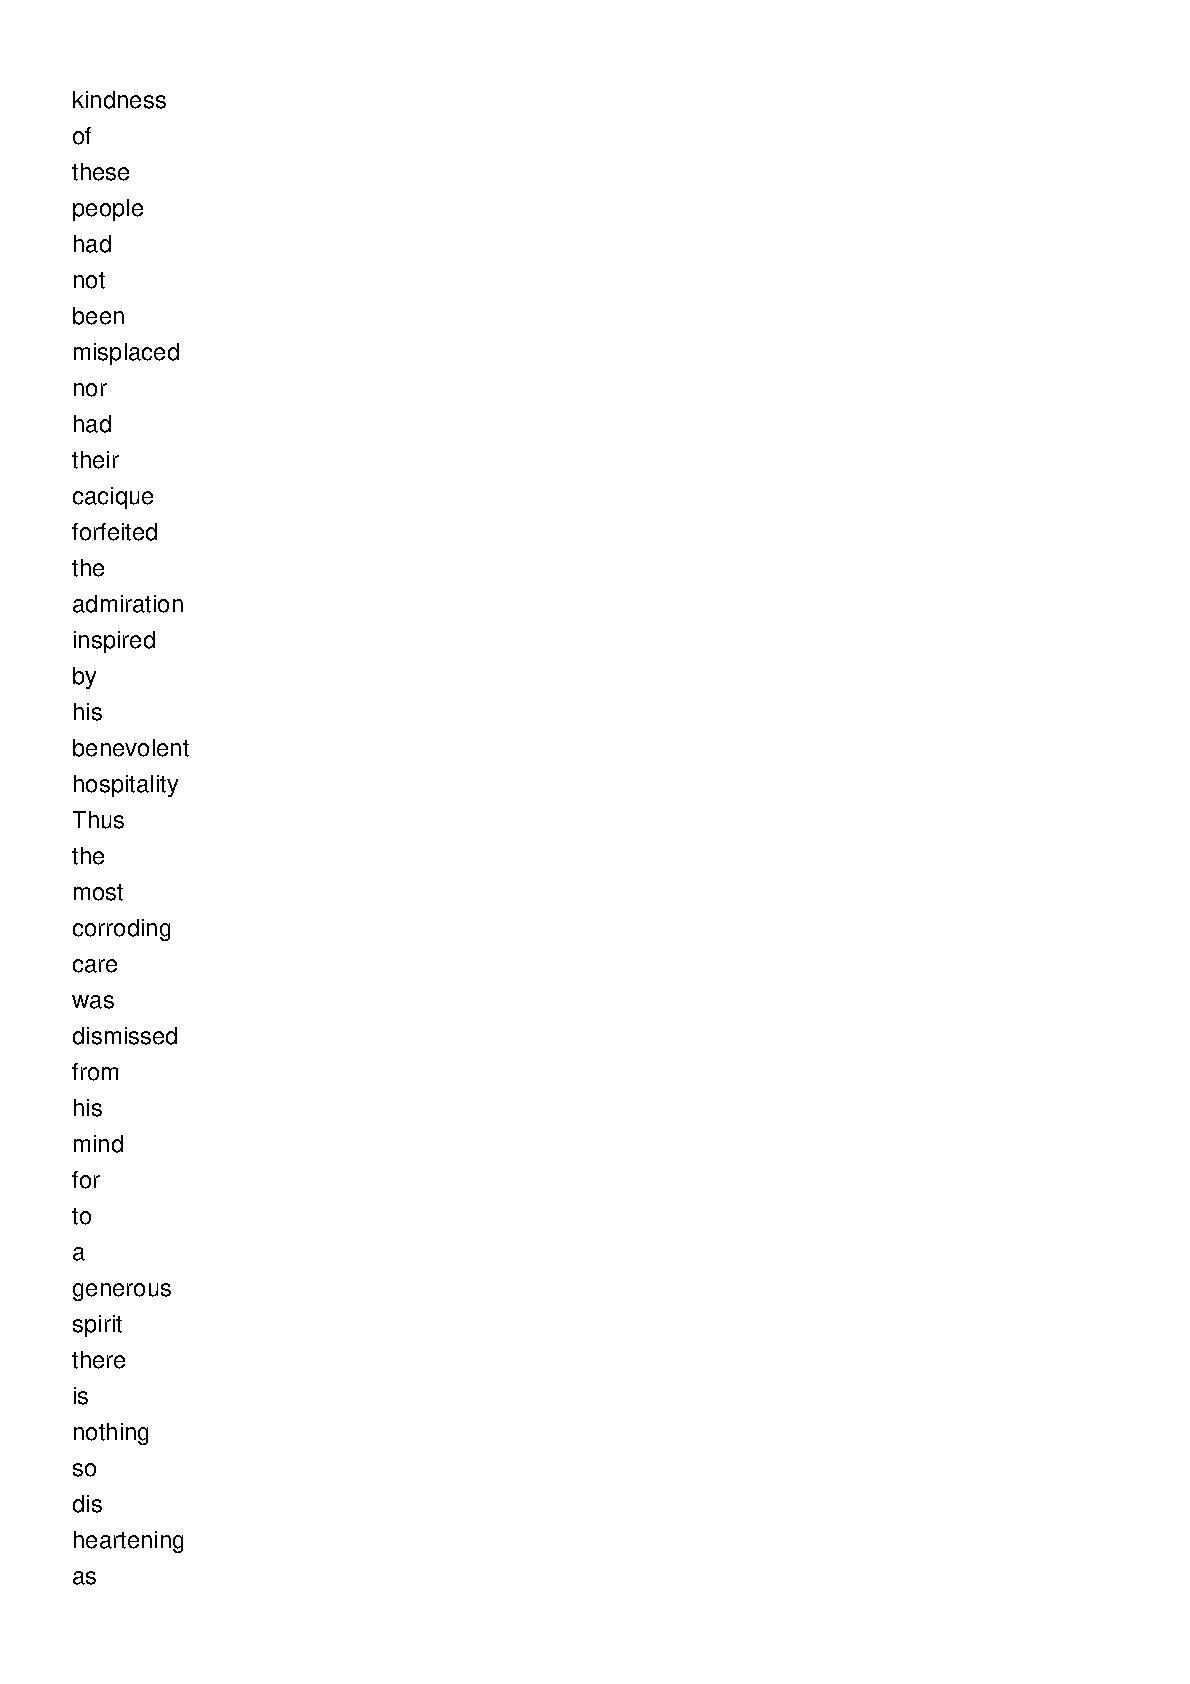 kindness
of
these
people
had
not
been
misplaced
nor
had
their
cacique
forfeited
the
admiration
inspired
by
his
benevolent
hospitality
Thus
the
most
corroding
care
was
dismissed
from
his
mind
for
to
a
generous
spirit
there
is
nothing
so
dis
heartening
as